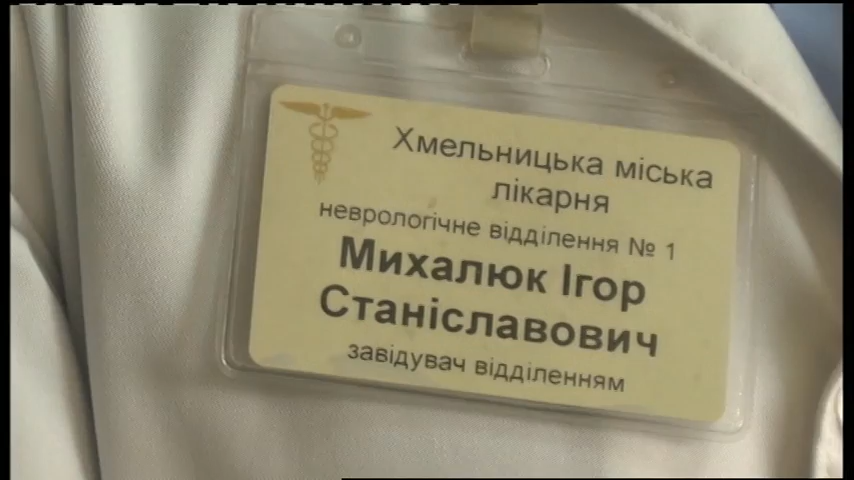 Хмельницька міська
лікарня
неврологічне відділення № 1
Михалюк Ігор
Станіславович
завідувач відділенням